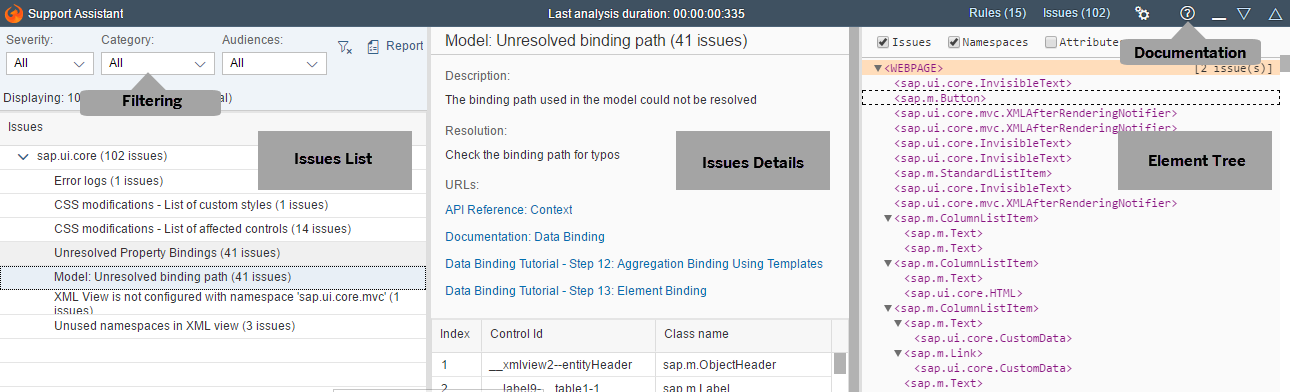 Support Assistant
Last analysis duration: 00:00:00:335
Rules (15)
Issues (102)
Severity:
Category:
Audiences:
All
All
All
Report
Filtering
Displaying:
Issues
Issues List
sap.ui.core (102 issues)
Error logs (1 issues)
CSS modifications - List of custom styles (1 issues)
CSS modifications - List of affected controls (14 issues)
Unresolved Property Bindings (41 issues)
Model: Unresolved binding path (41 issues)
XML View is not configured with namespace 'sap.ui.core.mvc' (1
issues)
Unused namespaces in XML view (3 issues)
Model: Unresolved binding path (41 issues)
Description:
The binding path used in the model could not be resolved
Resolution:
Check the binding path for typos
Issues Details
URLs:
API Reference: Context
Documentation: Data Binding
Data Binding Tutorial - Step 12: Aggregation Binding Using Templates
Data Binding Tutorial - Step 13: Element Binding
Index
Control Id
Class name
1
__xmlview2--entityHeader
sap.m.ObjectHeader
2
sap.m.Label
Issues
Namespaces
Documentation
<WEBPAGE>
[2 issue(s)]
<sap.ui.core.InvisibleText>
<sap.m.Button>
<sap.ui.core.mvc.XMLAfterRenderingNotifier>
<sap.ui.core.mvc.XMLAfterRenderingNotifier>
<sap.ui.core.InvisibleText>
<sap.ui.core.InvisibleText>
<sap.m.StandardListItem>
<sap.ui.core.InvisibleText>
<sap.ui.core.mvc.XMLAfterRenderingNotifier>
Element Tree
<sap.m.ColumnListItem>
<sap.m.Text>
<sap.m.Text>
<sap.m.ColumnListItem>
<sap.m.Text>
<sap.ui.core.HTML>
<sap.m.ColumnListItem>
<sap.m.Text>
<sap.ui.core.CustomData>
<sap.m.Link>
<sap.ui.core.CustomData>
<sap.m.Text>